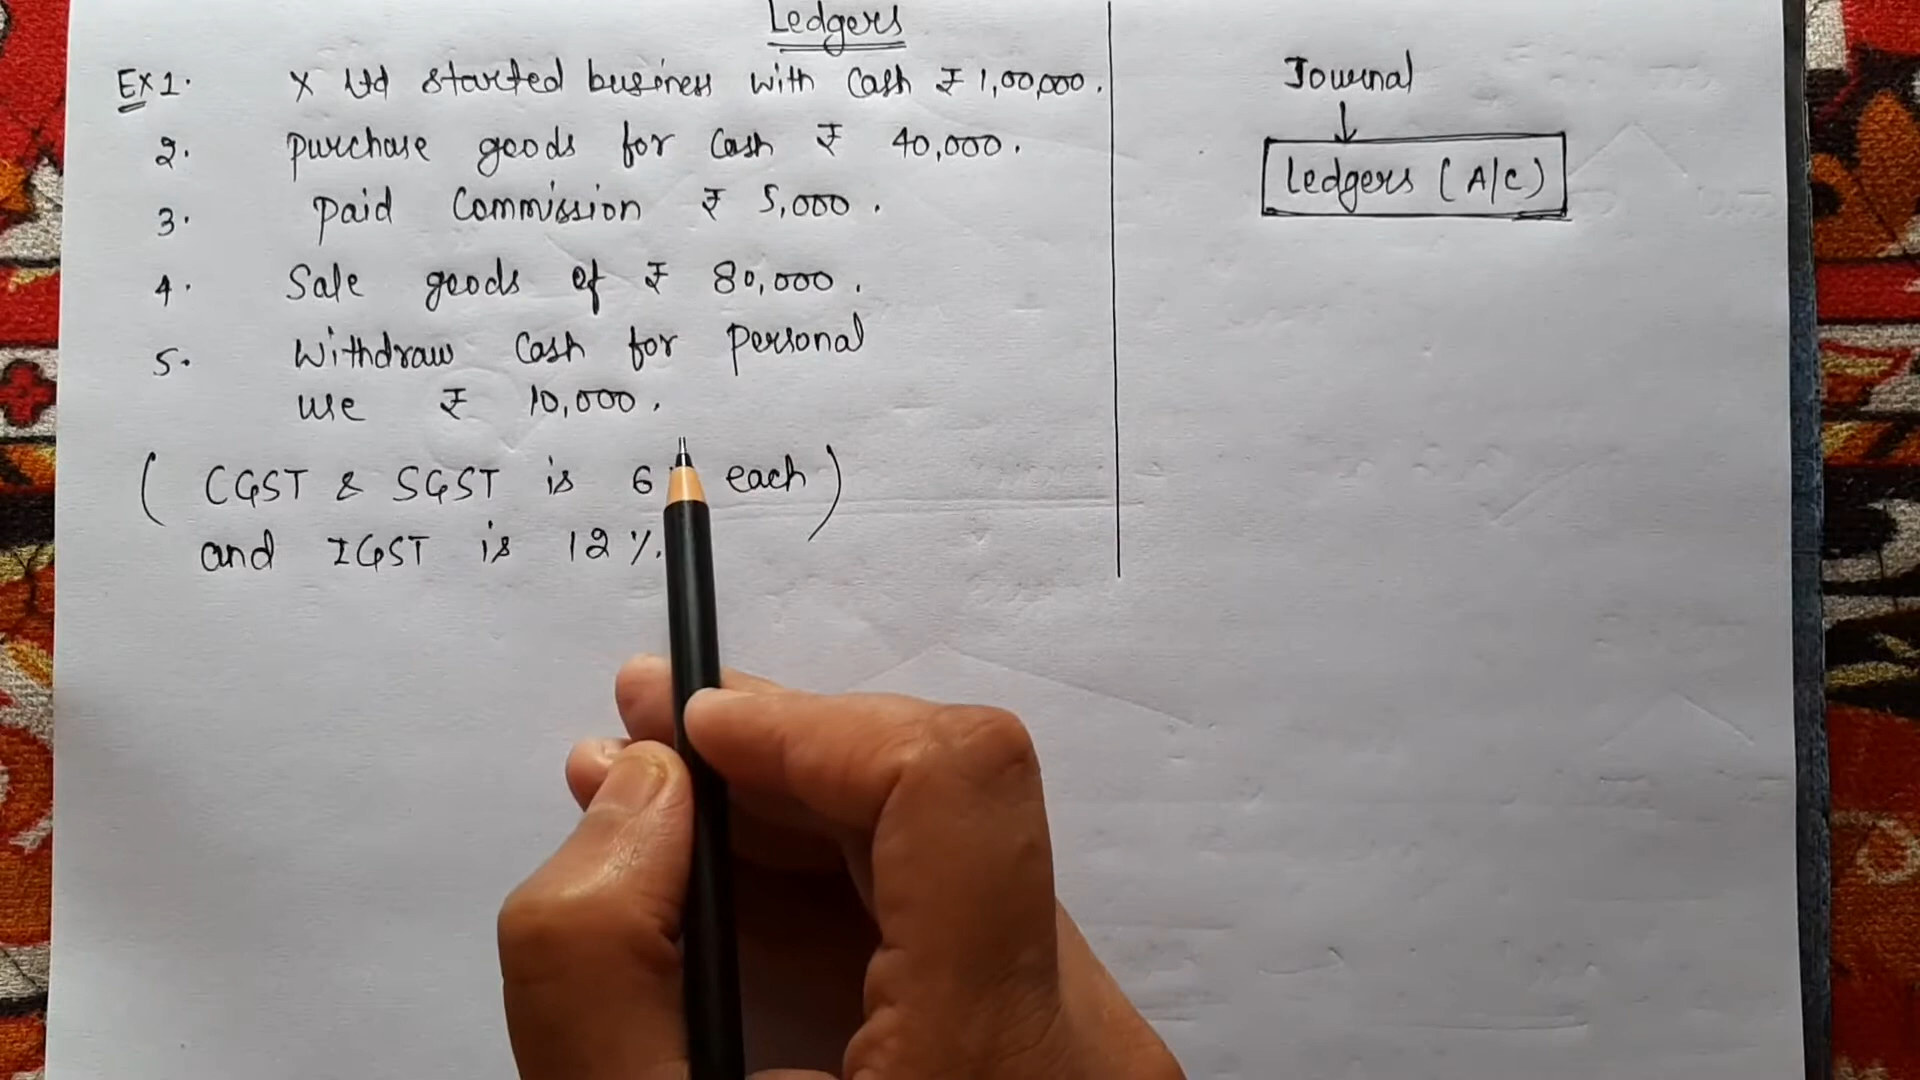 Ledgers
Ex 1. X Ltd started business with Cash ₹ 1,00,000.
2. Purchase goods for Cash ₹ 40,000.
3. Paid Commission ₹ 5,000.
4. Sale goods of ₹ 80,000.
5. Withdraw Cash for personal
use ₹ 10,000.
( CGST & SGST is 6 each )
and IGST is 12%.
Journal
↓
Ledgers (A/C)